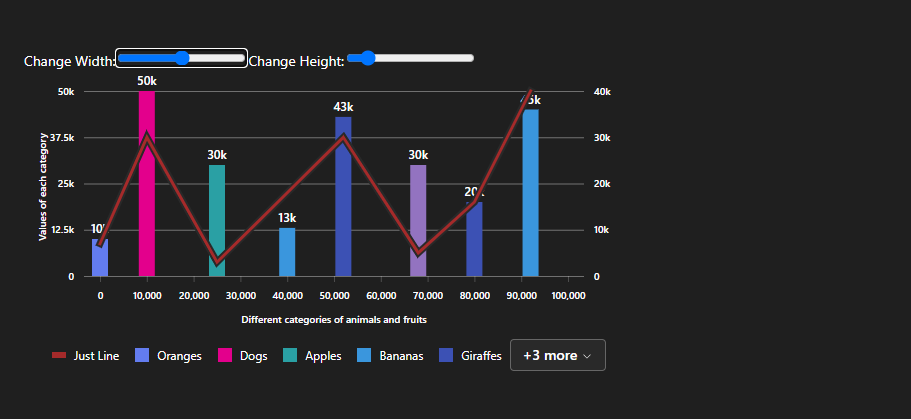 Change Width: Change Height:
50k
50k 40k
43k
37.5k 30k
30k 30k
25k 20k
13k
12.5k 10k
0 0
0 10,000 20,000 30,000 40,000 50,000 60,000 70,000 80,000 90,000 100,000
Values of each category
Different categories of animals and fruits
Just Line Oranges Dogs Apples Bananas Giraffes +3 more